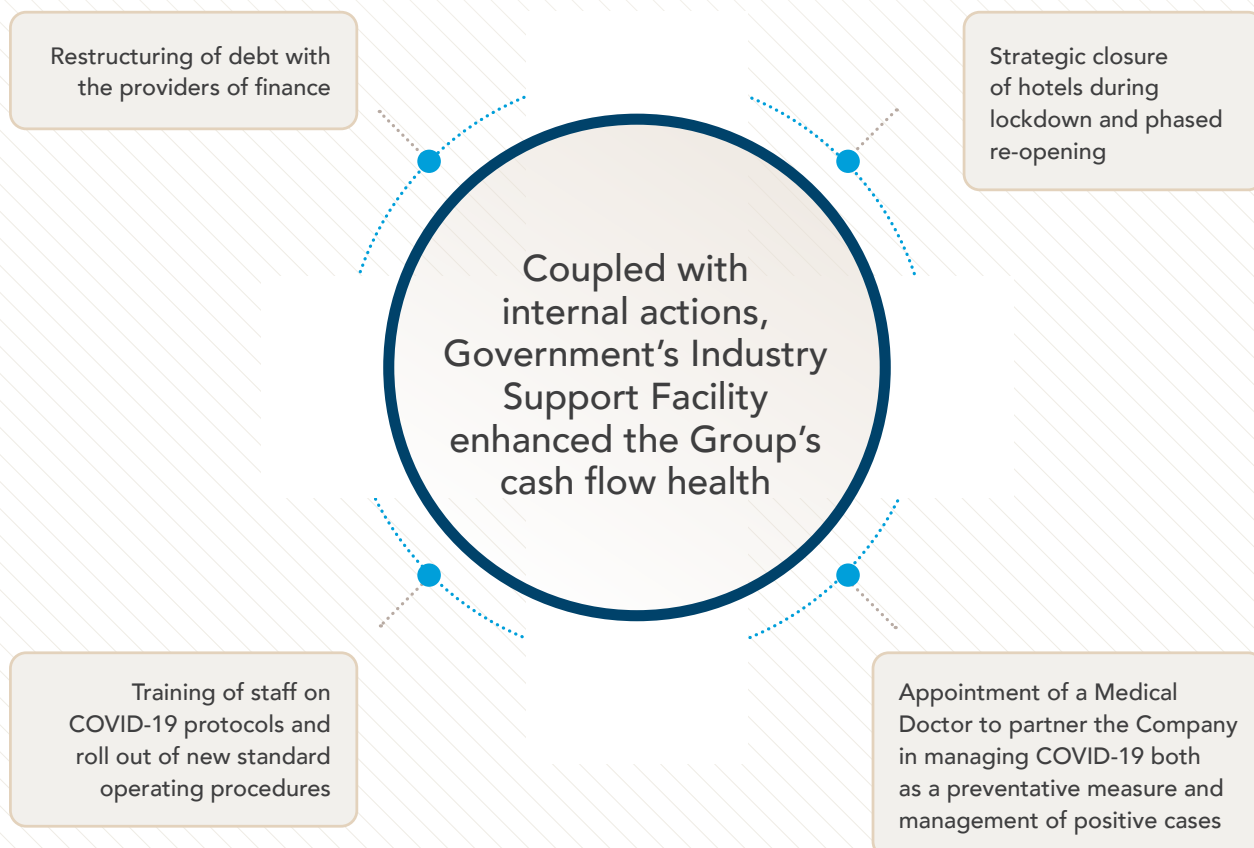 Restructuring of debt with
the providers of finance
Strategic closure
of hotels during
lockdown and phased
re-opening
Coupled with
internal actions,
Government’s Industry
Support Facility
enhanced the Group’s
cash flow health
Training of staff on
COVID-19 protocols and
roll out of new standard
operating procedures
Appointment of a Medical
Doctor to partner the Company
in managing COVID-19 both
as a preventative measure and
management of positive cases